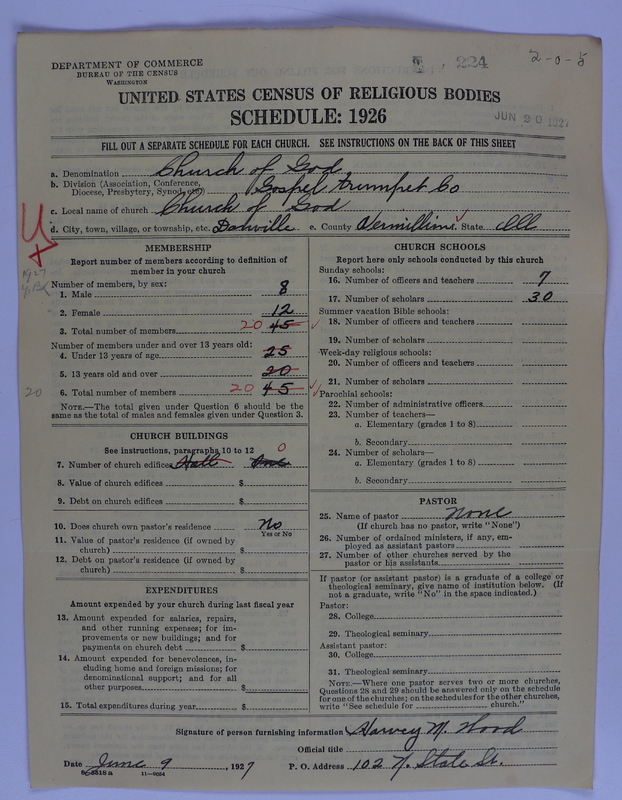 DEPARTMENT OF COMMERCE
BUREAU OF THE CENSUS
WASHINGTON
224
2-0-5
UNITED STATES CENSUS OF RELIGIOUS BODIES
SCHEDULE: 1926
JUN 20 1927
FILL OUT A SEPARATE SCHEDULE FOR EACH CHURCH. SEE INSTRUCTIONS ON THE BACK OF THIS SHEET
a. Denomination Church of God
b. Division (Association, Conference, Diocese, Presbytery, Synod, etc) Gospel Trumpet Co
c. Local name of church Church of God
d. City, town, village, or township, etc. Danville e. County Vermillion State Ill
MEMBERSHIP
Report number of members according to definition of
member in your church
Number of members, by sex:
1. Male 8
2. Female 12
3. Total number of members 20 45
Number of members under and over 13 years old:
4. Under 13 years of age 25
5. 13 years old and over 20
20
6. Total number of members 20 45
NOTE.—The total given under Question 6 should be the
same as the total of males and females given under Question 3.
CHURCH BUILDINGS
See instructions, paragraphs 10 to 12
0
7. Number of church edifices Hall One
8. Value of church edifices $
9. Debt on church edifices $
10. Does church own pastor's residence No
Yes or No
11. Value of pastor's residence (if owned by
church) $
12. Debt on pastor's residence (if owned by
church) $
EXPENDITURES
Amount expended by your church during last fiscal year
13. Amount expended for salaries, repairs,
and other running expenses; for im-
provements or new buildings; and for
payments on church debt $
14. Amount expended for benevolences, in-
cluding home and foreign missions; for
denominational support; and for all
other purposes $
15. Total expenditures during year $
CHURCH SCHOOLS
Report here only schools conducted by this church
Sunday schools:
16. Number of officers and teachers 7
17. Number of scholars 30
Summer vacation Bible schools:
18. Number of officers and teachers
19. Number of scholars
Week-day religious schools:
20. Number of officers and teachers
21. Number of scholars
Parochial schools:
22. Number of administrative officers
23. Number of teachers—
a. Elementary (grades 1 to 8)
b. Secondary
24. Number of scholars—
a. Elementary (grades 1 to 8)
b. Secondary
PASTOR
25. Name of pastor None
(If church has no pastor, write "None")
26. Number of ordained ministers, if any, em-
ployed as assistant pastors
27. Number of other churches served by the
pastor or his assistants
If pastor (or assistant pastor) is a graduate of a college or
theological seminary, give name of institution below. (If
not a graduate, write "No" in the space indicated.)
Pastor:
28. College
29. Theological seminary
Assistant pastor:
30. College
31. Theological seminary
NOTE.—Where one pastor serves two or more churches,
Questions 28 and 29 should be answered only on the schedule
for one of the churches; on the schedules for the other churches,
write "See schedule for church."
Signature of person furnishing information Harvey M. Wood
Official title
Date June 9, 1927 P. O. Address 102 N. State St.
11—9034